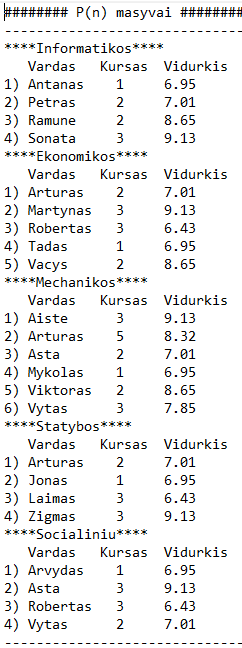 ######## P(n) masyvai ########
------------------------------
****Informatikos****
Vardas Kursas Vidurkis
1) Antanas 1 6.95
2) Petras 2 7.01
3) Ramune 2 8.65
4) Sonata 3 9.13
****Ekonomikos****
Vardas Kursas Vidurkis
1) Arturas 2 7.01
2) Martynas 3 9.13
3) Robertas 3 6.43
4) Tadas 1 6.95
5) Vacys 2 8.65
****Mechanikos****
Vardas Kursas Vidurkis
1) Aiste 3 9.13
2) Arturas 5 8.32
3) Asta 2 7.01
4) Mykolas 1 6.95
5) Viktoras 2 8.65
6) Vytas 3 7.85
****Statybos****
Vardas Kursas Vidurkis
1) Arturas 2 7.01
2) Jonas 1 6.95
3) Laimas 3 6.43
4) Zigmas 3 9.13
****Socialiniu****
Vardas Kursas Vidurkis
1) Arvydas 1 6.95
2) Asta 3 9.13
3) Robertas 3 6.43
4) Vytas 2 7.01
------------------------------